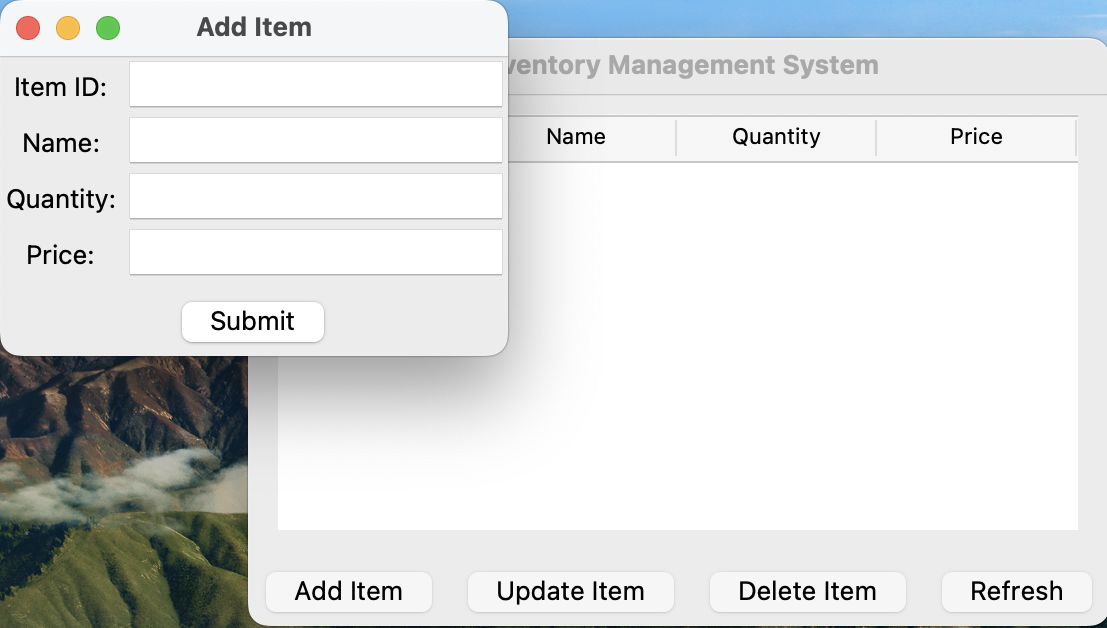 Add Item
Item ID:
Name:
Quantity:
Price:
Submit
ventory Management System
Name Quantity Price
Add Item Update Item Delete Item Refresh